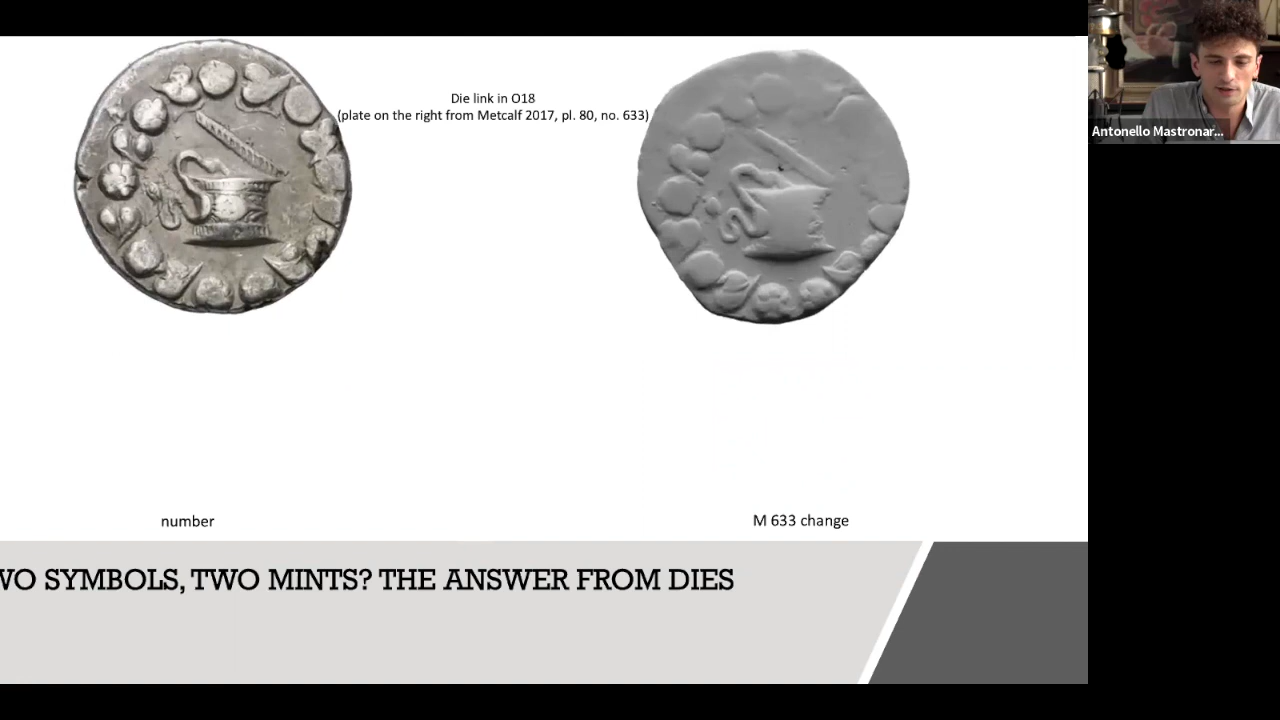 Die link in O18
(plate on the right from Metcalf 2017, pl. 80, no. 633)
Antonello Mastronar...
number
M 633 change
WO SYMBOLS, TWO MINTS? THE ANSWER FROM DIES